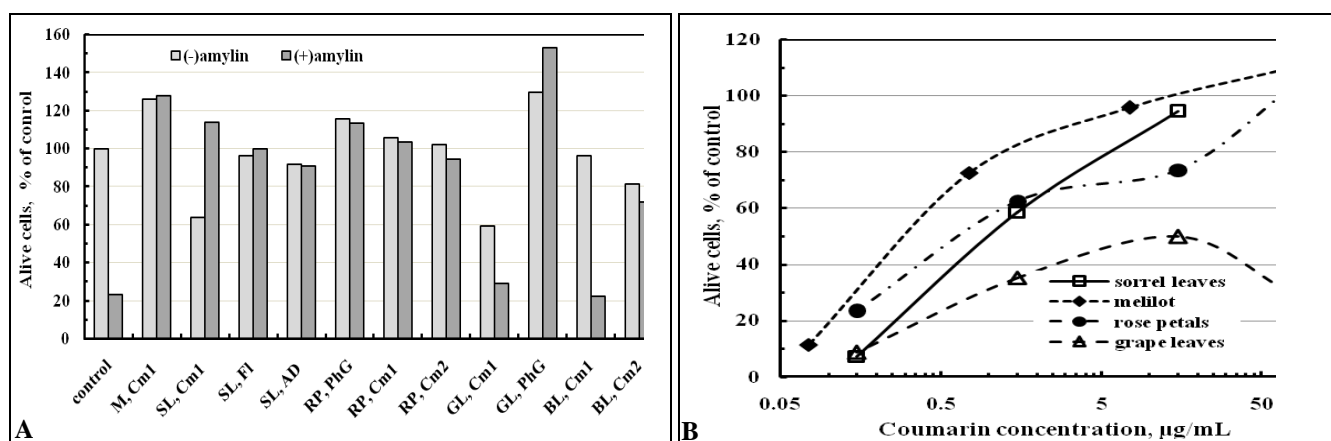 160
140
120
100
80
60
40
20
0
Alive cells, % of conrol
(-)amylin
(+)amylin
control
M, Cm1
SL, Cm1
SL, Fl
SL, AD
RP, PhG
RP, Cm1
RP, Cm2
GL, Cm1
GL, PhG
BL, Cm1
BL, Cm2
A
120
100
80
60
40
20
0
Alive cells, % of control
sorrel leaves
melilot
rose petals
grape leaves
0.05
0.5
5
50
Coumarin concentration, µg/mL
B